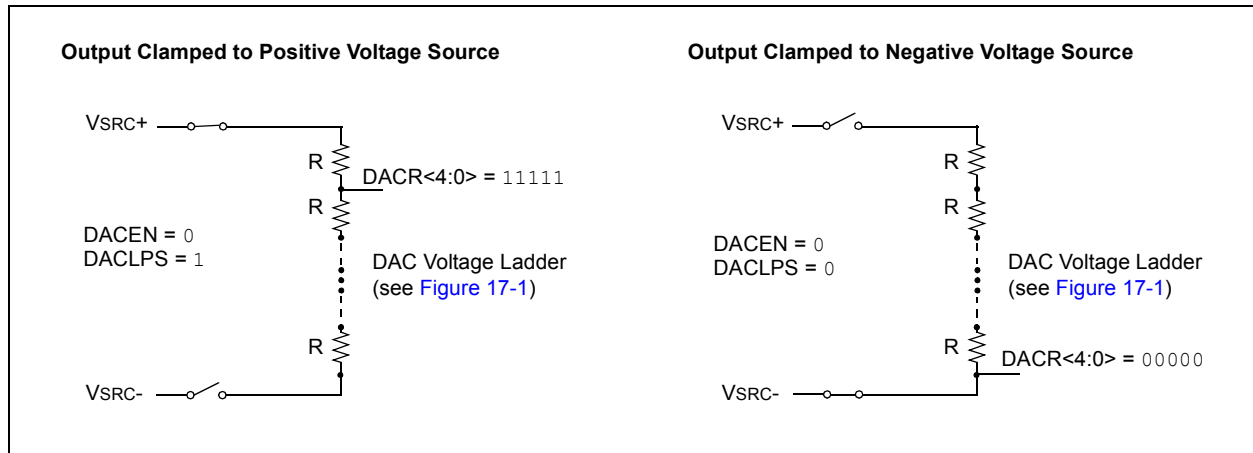 Output Clamped to Positive Voltage Source
VSRC+
R
DACR<4:0> = 11111
R
DACEN = 0
DACLPS = 1
DAC Voltage Ladder
(see Figure 17-1)
R
VSRC-
Output Clamped to Negative Voltage Source
VSRC+
R
R
DACEN = 0
DACLPS = 0
DAC Voltage Ladder
(see Figure 17-1)
R
DACR<4:0> = 00000
VSRC-